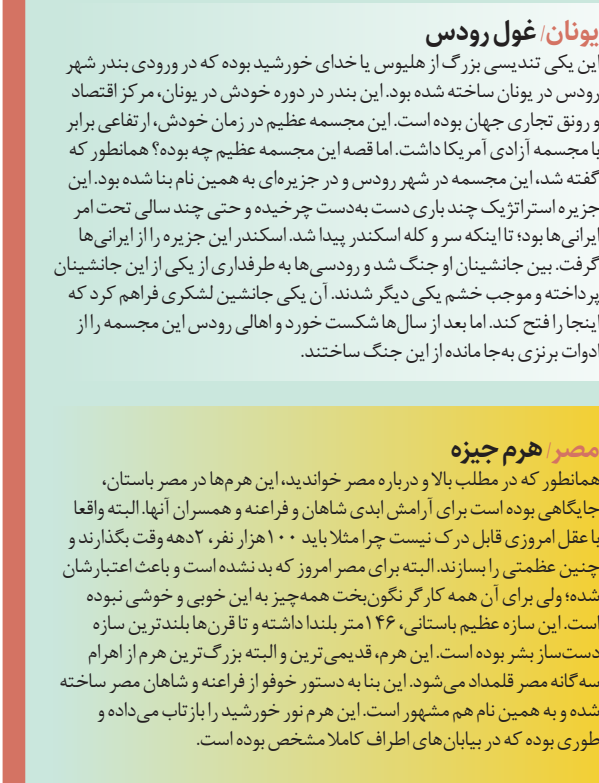 یونان/ غول رودس
این یکی تندیسی بزرگ از هلیوس یا خدای خورشید بوده که در ورودی بندر شهر
رودس در یونان ساخته شده بود. این بندر در دوره خودش در یونان، مرکز اقتصاد
و رونق تجاری جهان بوده است. این مجسمه عظیم در زمان خودش، ارتفاعی برابر
با مجسمه آزادی آمریکا داشت. اما قصه این مجسمه عظیم چه بوده؟ همانطور که
گفته شد، این مجسمه در شهر رودس و در جزیره‌ای به همین نام بنا شده بود. این
جزیره استراتژیک چند باری دست به‌دست چرخیده و حتی چند سالی تحت امر
ایرانی‌ها بود؛ تا اینکه سر و کله اسکندر پیدا شد. اسکندر این جزیره را از ایرانی‌ها
گرفت. بین جانشینان او جنگ شد و رودسی‌ها به طرفداری از یکی از این جانشینان
پرداخته و موجب خشم یکی دیگر شدند. آن یکی جانشین لشکری فراهم کرد که
اینجا را فتح کند. اما بعد از سال‌ها شکست خورد و اهالی رودس این مجسمه را از
ادوات برنزی به‌جا مانده از این جنگ ساختند.
مصر/ هرم جیزه
همانطور که در مطلب بالا و درباره مصر خواندید، این هرم‌ها در مصر باستان،
جایگاهی بوده است برای آرامش ابدی شاهان و فراعنه و همسران آنها. البته واقعا
با عقل امروزی قابل درک نیست چرا مثلا باید ۱۰۰هزار نفر، ۲دهه وقت بگذارند و
چنین عظمتی را بسازند. البته برای مصر امروز که بد نشده است و باعث اعتبارشان
شده؛ ولی برای آن همه کارگر نگون‌بخت همه‌چیز به این خوبی و خوشی نبوده
است. این سازه عظیم باستانی، ۱۴۶متر بلندا داشته و تا قرن‌ها بلندترین سازه
دست‌ساز بشر بوده است. این هرم، قدیمی‌ترین و البته بزرگ‌ترین هرم از اهرام
سه‌گانه مصر قلمداد می‌شود. این بنا به دستور خوفو از فراعنه و شاهان مصر ساخته
شده و به همین نام هم مشهور است. این هرم نور خورشید را بازتاب می‌داده و
طوری بوده که در بیابان‌های اطراف کاملا مشخص بوده است.